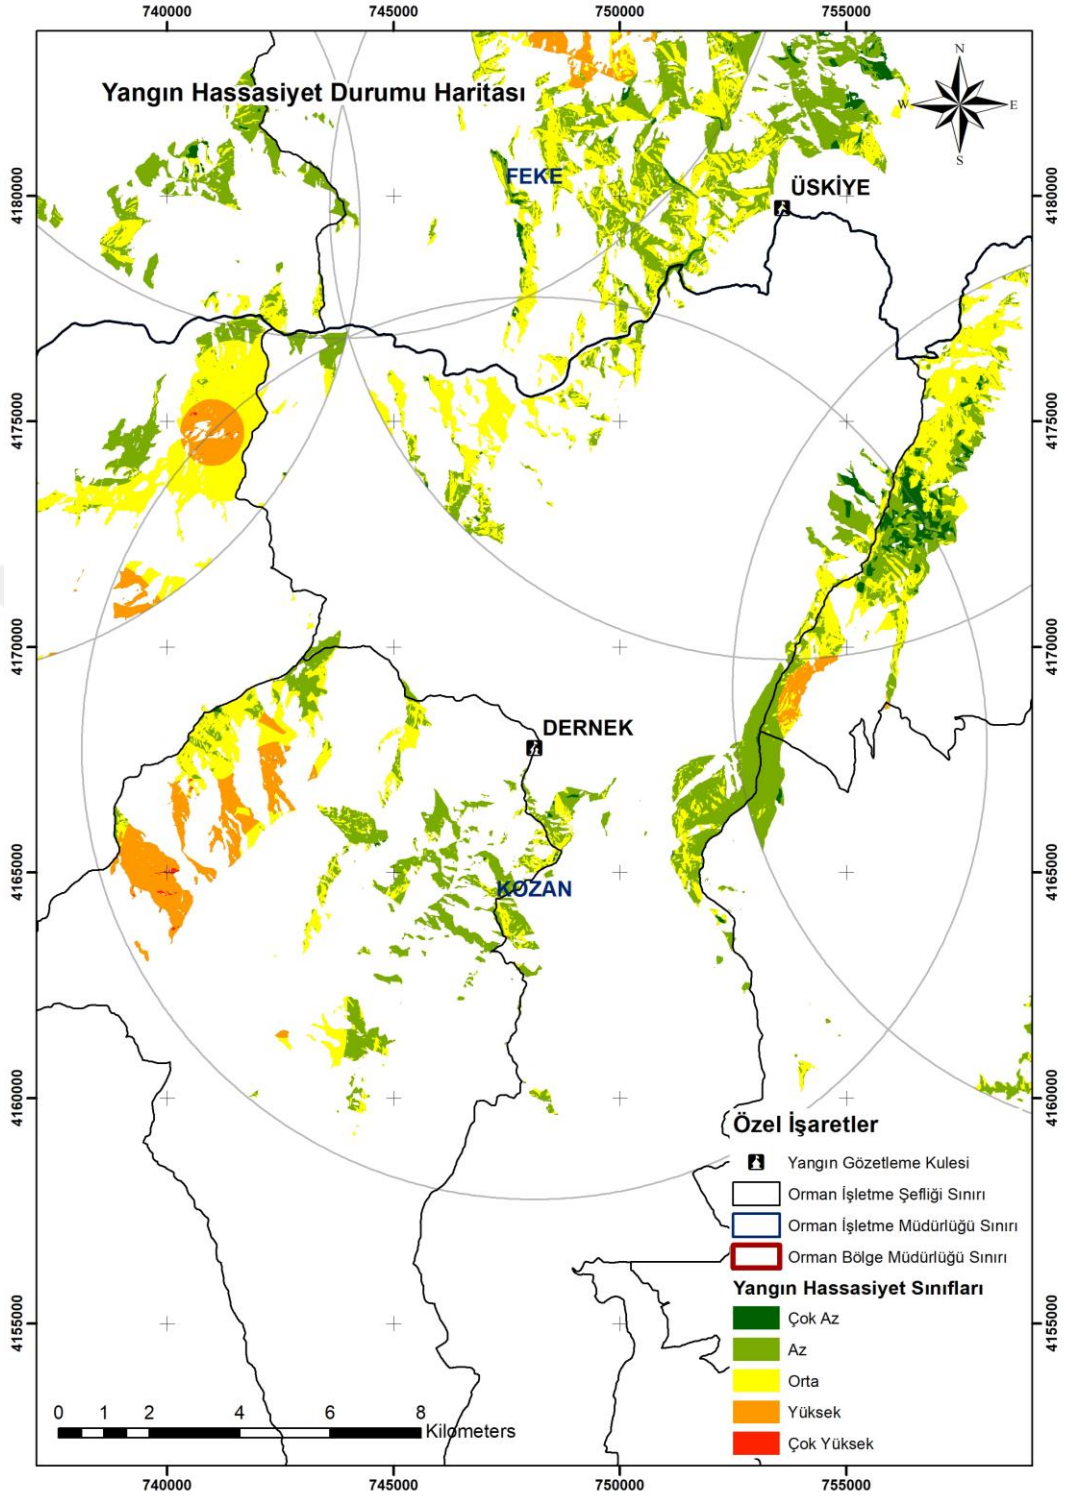 740000 745000 750000 755000
Yangın Hassasiyet Durumu Haritası
N
W E
S
FEKE
ÜSKİYE
4180000 4180000
4175000 4175000
4170000 4170000
DERNEK
4165000 4165000
KOZAN
4160000 4160000
Özel İşaretler
Yangın Gözetleme Kulesi
Orman İşletme Şefliği Sınırı
Orman İşletme Müdürlüğü Sınırı
Orman Bölge Müdürlüğü Sınırı
Yangın Hassasiyet Sınıfları
Çok Az
4155000 4155000
Az
Orta
Yüksek
Çok Yüksek
0 1 2 4 6 8
Kilometers
740000 745000 750000 755000